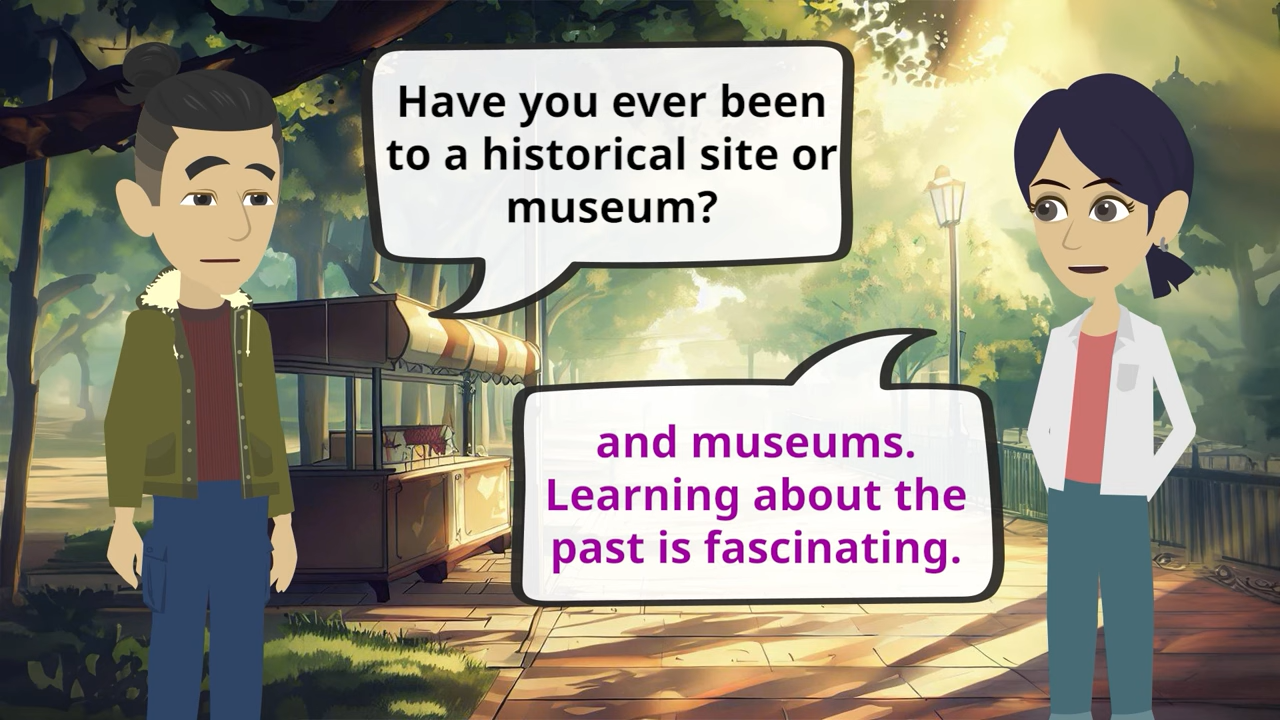 Have you ever been
to a historical site or
museum?
and museums.
Learning about the
past is fascinating.